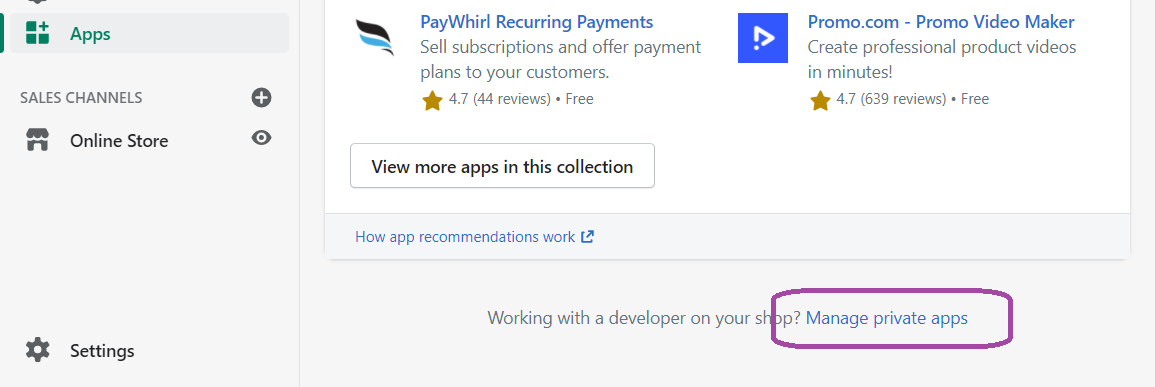 Apps
SALES CHANNELS
Online Store
Settings
PayWhirl Recurring Payments
Sell subscriptions and offer payment
plans to your customers.
4.7 (44 reviews) • Free
Promo.com - Promo Video Maker
Create professional product videos
in minutes!
4.7 (639 reviews) • Free
View more apps in this collection
How app recommendations work
Working with a developer on your shop? Manage private apps